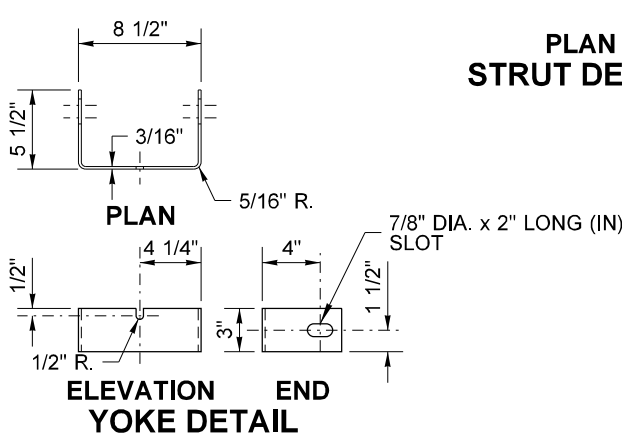 8 1/2"
PLAN
STRUT DE
5 1/2"
3/16"
5/16" R.
PLAN
7/8" DIA. x 2" LONG (IN)
SLOT
4 1/4"
4"
1/2"
1 1/2"
3"
1/2" R.
ELEVATION
END
YOKE DETAIL